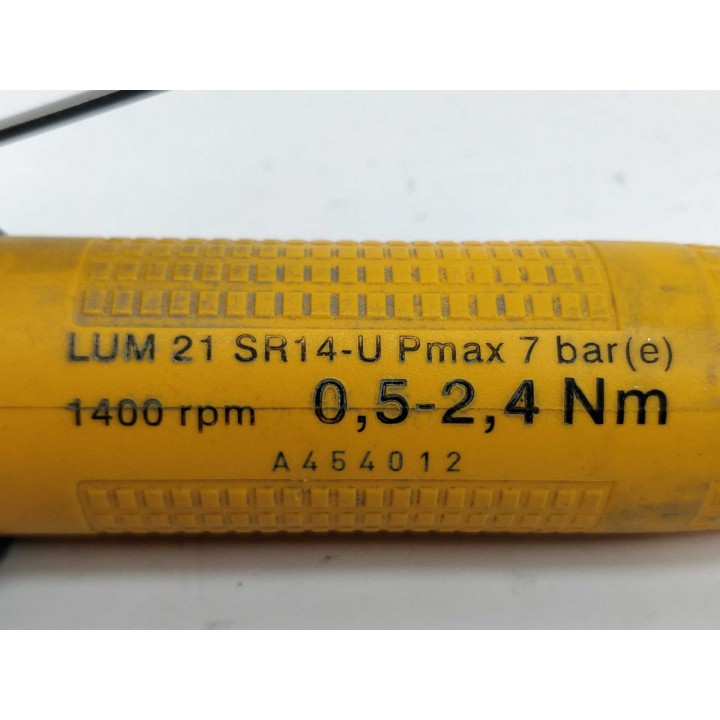 LUM 21 SR14-U Pmax 7 bar(e)
1400 rpm 0,5-2,4 Nm
A454012